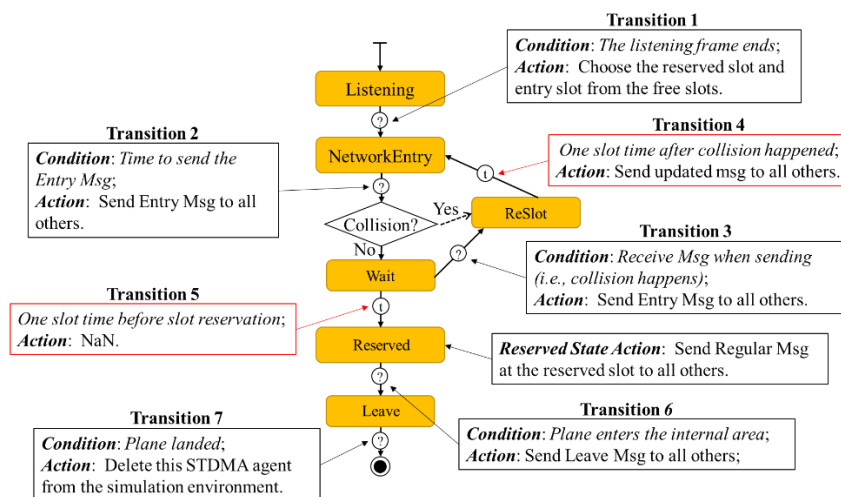 Transition 1
Condition: The listening frame ends;
Action: Choose the reserved slot and
entry slot from the free slots.
Listening
?
Transition 2
Condition: Time to send the
Entry Msg;
Action: Send Entry Msg to all
others.
NetworkEntry
?
Transition 4
One slot time after collision happened;
Action: Send updated msg to all others.
t
Collision?
Yes
No
ReSlot
Transition 3
Condition: Receive Msg when sending
(i.e., collision happens);
Action: Send Entry Msg to all others.
?
Wait
Transition 5
One slot time before slot reservation;
Action: NaN.
t
Reserved
Reserved State Action: Send Regular Msg
at the reserved slot to all others.
?
Leave
Transition 7
Condition: Plane landed;
Action: Delete this STDMA agent
from the simulation environment.
?
Transition 6
Condition: Plane enters the internal area;
Action: Send Leave Msg to all others;